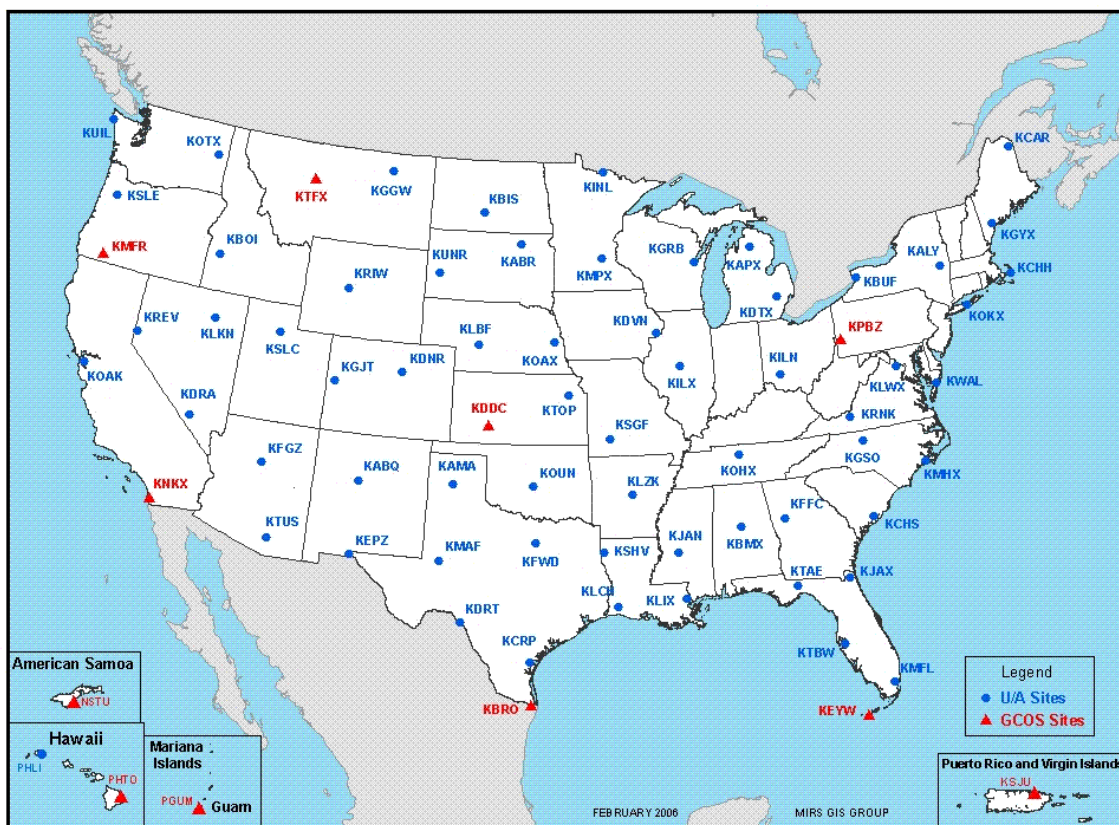 KUIL
KOTX
KCAR
KSLE
KTFX
KGGW
KBIS
KINL
KMFR
KBOI
KUNR
KABR
KMPX
KGRB
KAPX
KALY
KGYX
KRIW
KBUF
KCHH
KREV
KLKN
KSLC
KLBF
KDVN
KDTX
KOKX
KOAK
KGJT
KDNR
KOAX
KILX
KILN
KPBZ
KDRA
KDDC
KTOP
KSGF
KLWX
KWAL
KRNK
KFGZ
KABQ
KAMA
KOUN
KLZK
KOHX
KGSO
KMHX
KNKX
KTUS
KEPZ
KMAF
KFWD
KSHV
KJAN
KBMX
KFFC
KCHS
KDRT
KLCH
KLIX
KTAE
KJAX
KCRP
KTBW
KMFL
KBRO
KEYW
American Samoa
NSTU
Hawaii
PHLI
PHTO
Mariana
Islands
PGUM
Guam
Legend
U/A Sites
GCOS Sites
Puerto Rico and Virgin Islands
KSJU
FEBRUARY 2006
MIRS GIS GROUP